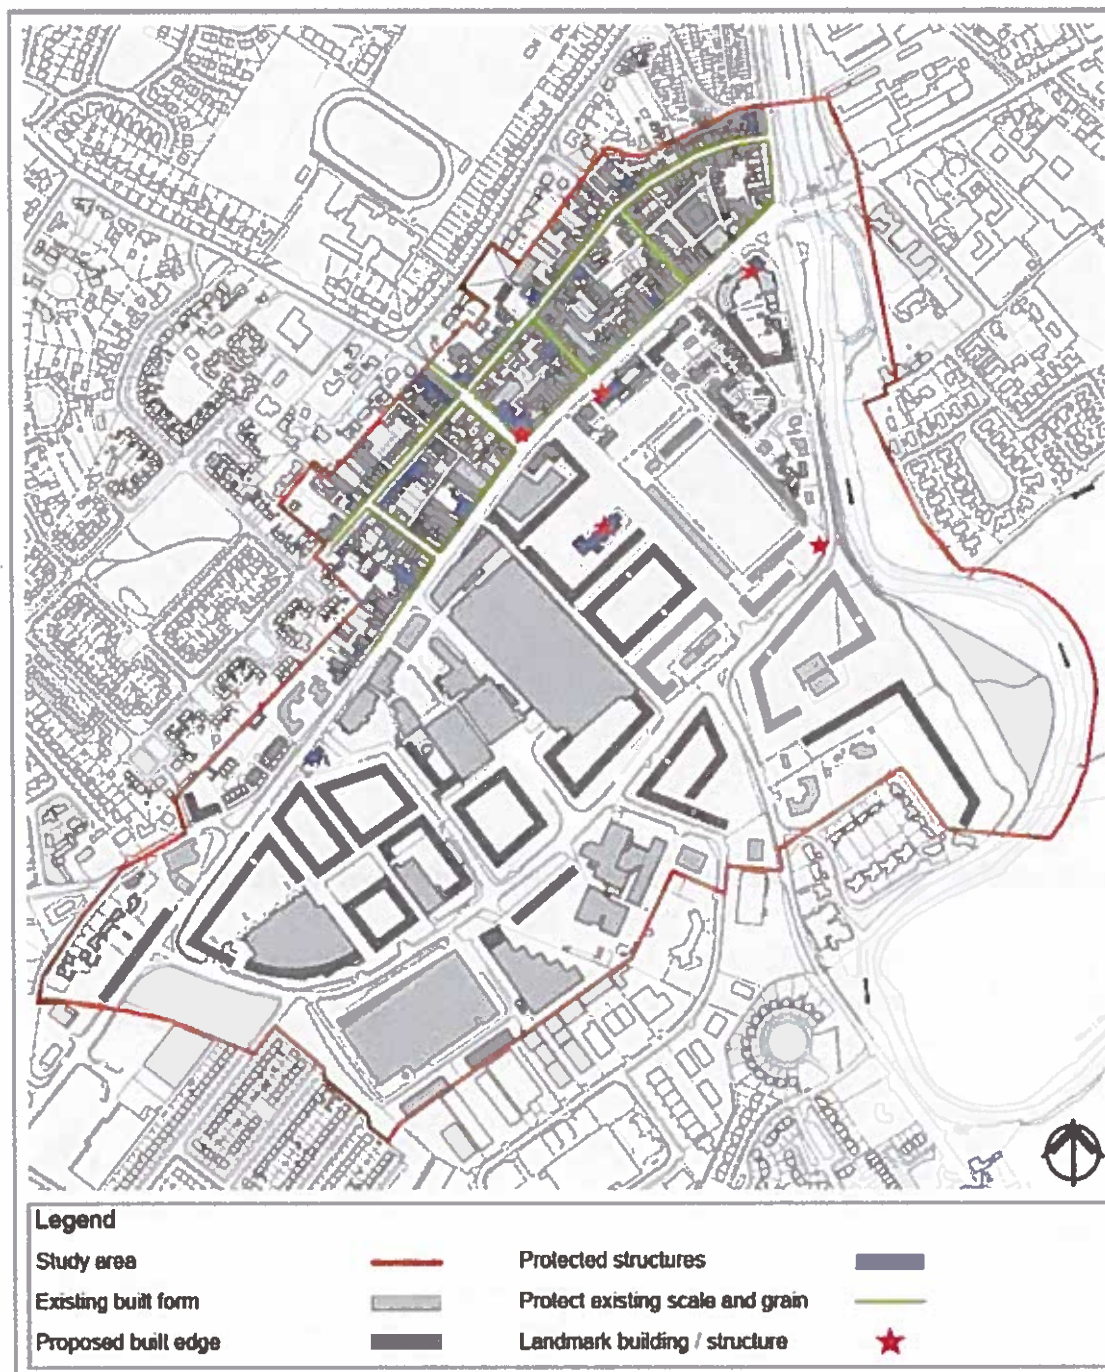 Legend
Study area
Protected structures
Existing built form
Protect existing scale and grain
Proposed built edge
Landmark building / structure